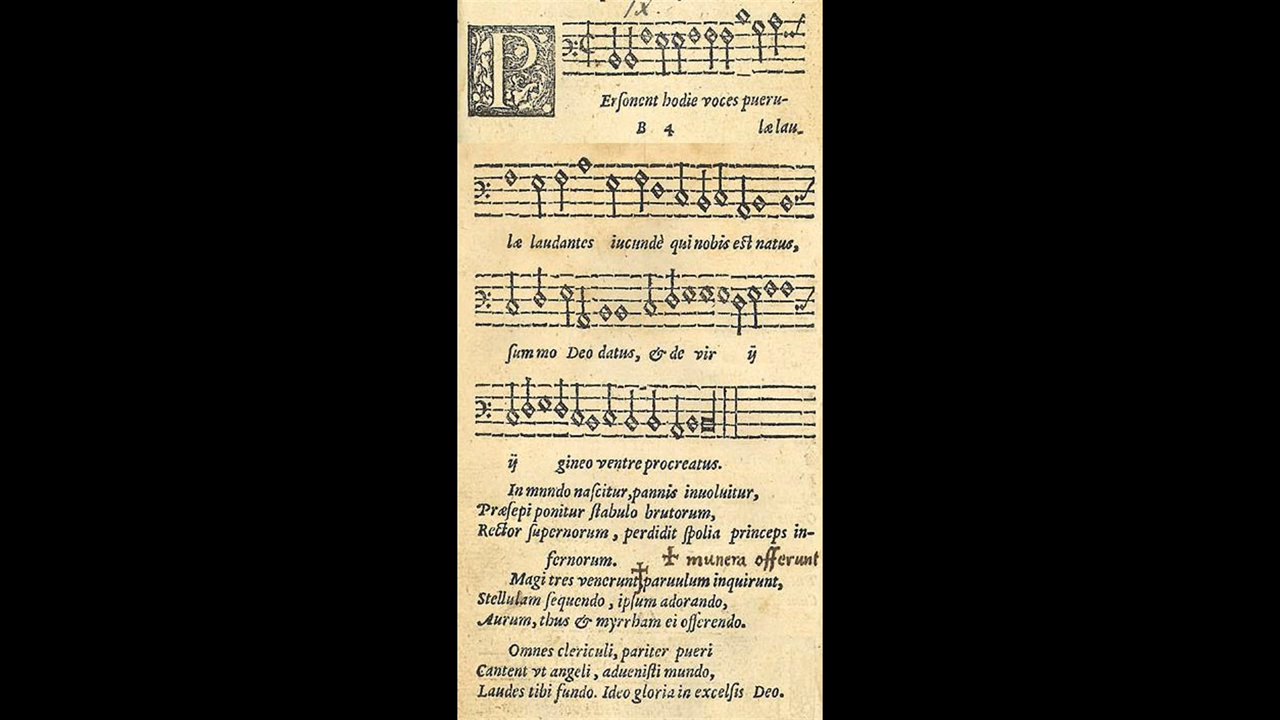 IX.
PErſonent hodie voces pueru-
B 4 læ lau-
læ laudantes iucundè qui nobis eſt natus,
ſummo Deo datus, & de vir ÿ
ÿ gineo ventre procreatus.
In mundo naſcitur, pannis inuoluitur,
Præſepi ponitur ſtabulo brutorum,
Rector ſupernorum, perdidit ſpolia princeps in-
fernorum. ‡ munera offerunt
Magi tres venerunt ‡ paruulum inquirunt,
Stellulam ſequendo, ipſum adorando,
Aurum, thus & myrrham ei offerendo.
Omnes clericuli, pariter pueri
Cantent vt angeli, adueniſti mundo,
Laudes tibi fundo. Ideo gloria in excelſis Deo.